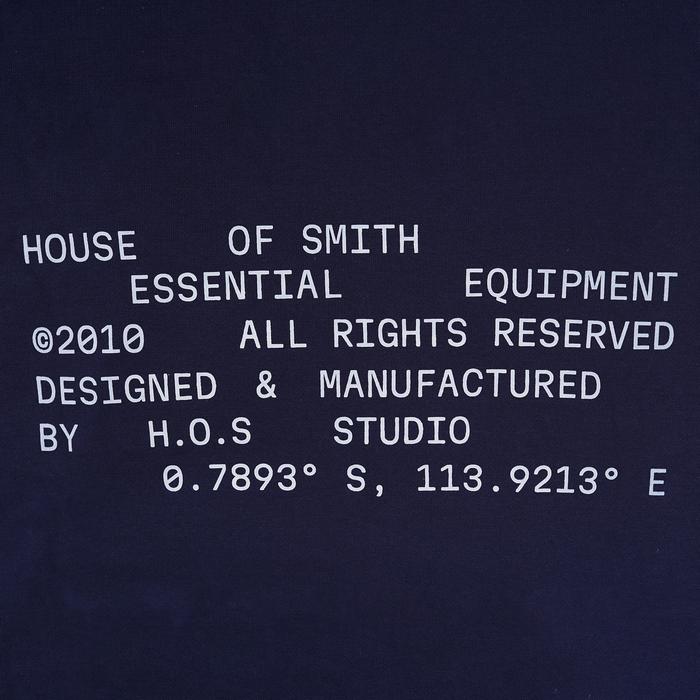 HOUSE OF SMITH
ESSENTIAL EQUIPMENT
©2010 ALL RIGHTS RESERVED
DESIGNED & MANUFACTURED
BY H.O.S STUDIO
0.7893° S, 113.9213° E